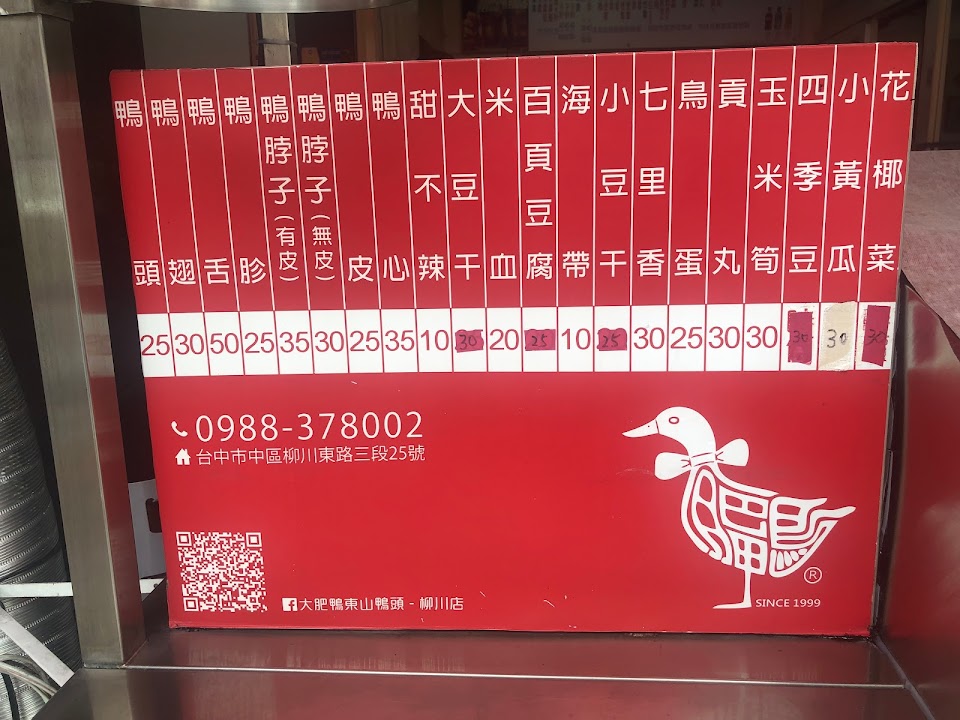 鴨頭 25
鴨翅 30
鴨舌 50
鴨胗 25
鴨脖子(有皮) 35
鴨脖子(無皮) 30
鴨皮 25
鴨心 35
甜不辣 10
大豆干 30
米血 20
百頁豆腐 25
海帶 10
小豆干 25
七里香 30
鳥蛋 25
貢丸 30
玉米筍 30
四季豆 30
小黃瓜 30
花椰菜 30
0988-378002
台中市中區柳川東路三段25號
大肥鴨東山鴨頭 - 柳川店
肥鴨
®
SINCE 1999